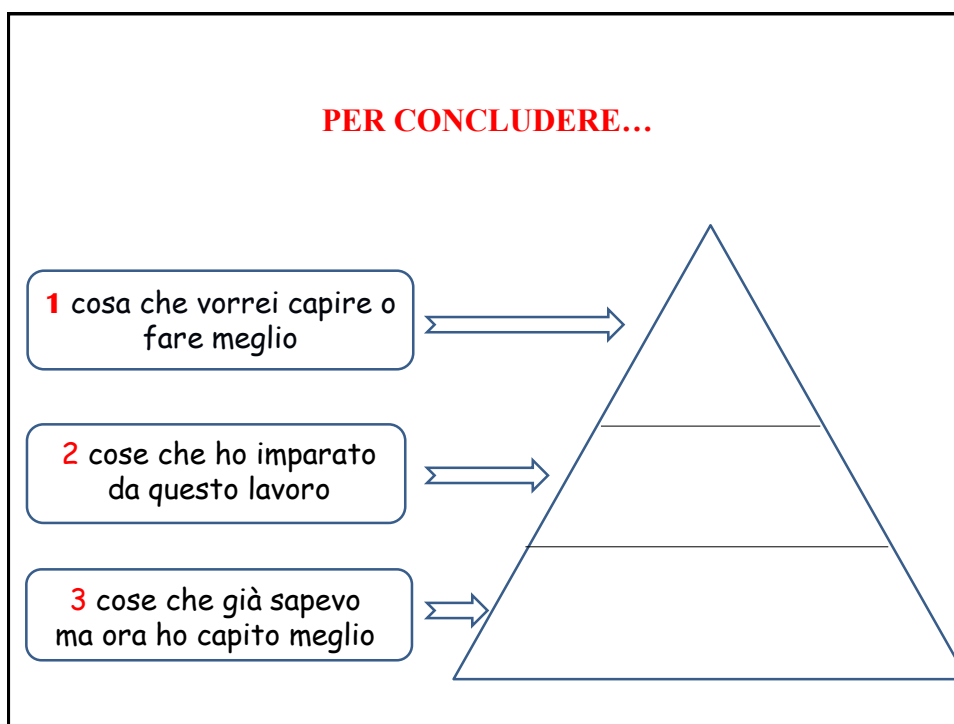 PER CONCLUDERE…
1 cosa che vorrei capire o
fare meglio
2 cose che ho imparato
da questo lavoro
3 cose che già sapevo
ma ora ho capito meglio